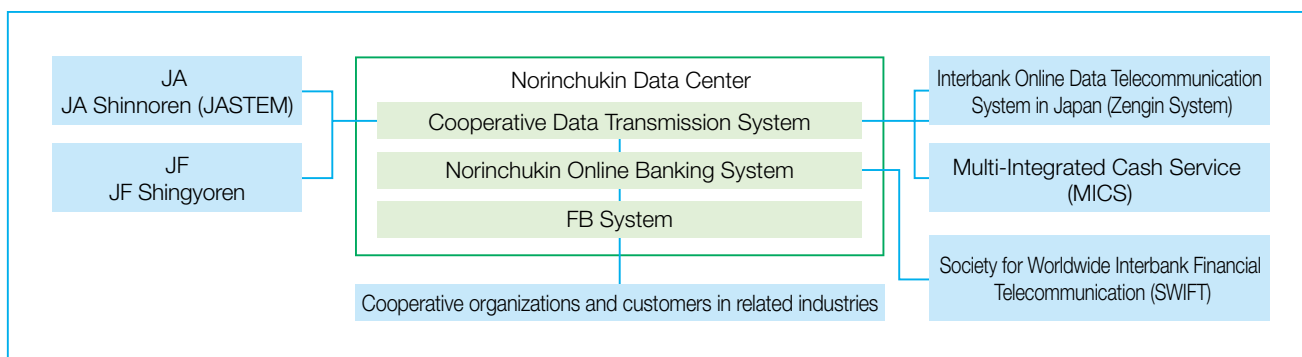 JA
JA Shinnoren (JASTEM)
JF
JF Shingyoren
Norinchukin Data Center
Cooperative Data Transmission System
Norinchukin Online Banking System
FB System
Cooperative organizations and customers in related industries
Interbank Online Data Telecommunication
System in Japan (Zengin System)
Multi-Integrated Cash Service
(MICS)
Society for Worldwide Interbank Financial
Telecommunication (SWIFT)